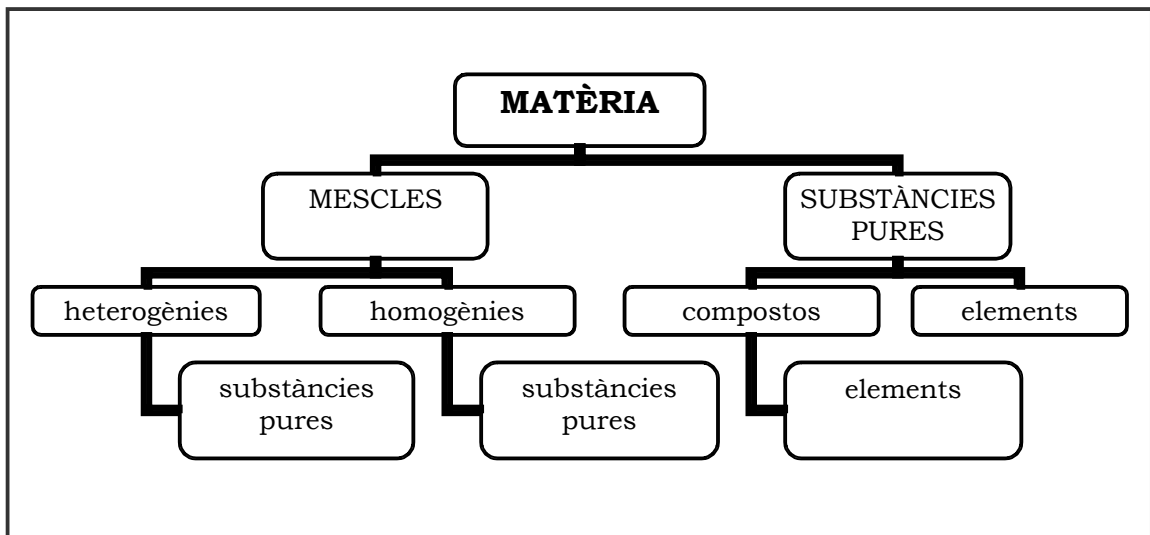 MATÈRIA
MESCLES
SUBSTÀNCIES
PURES
heterogènies
homogènies
compostos
elements
substàncies
pures
substàncies
pures
elements